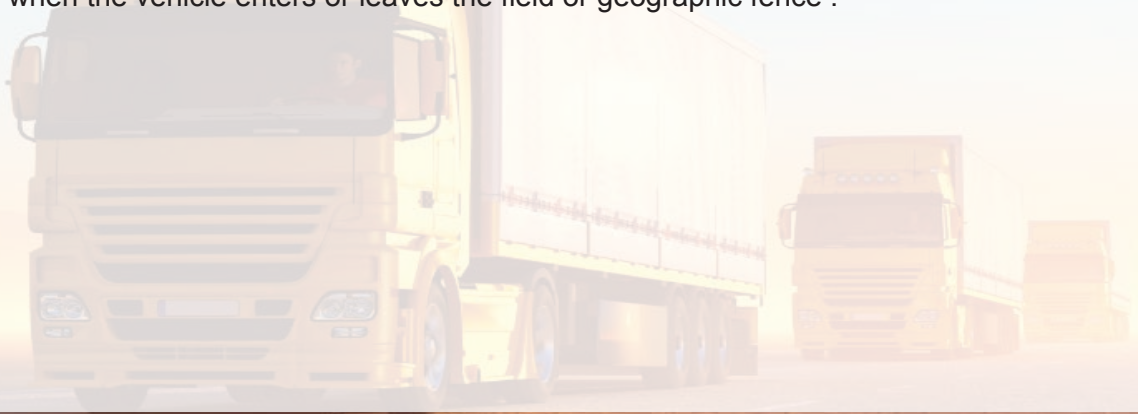 when the vehicle enters or leaves the field or geographic fence .